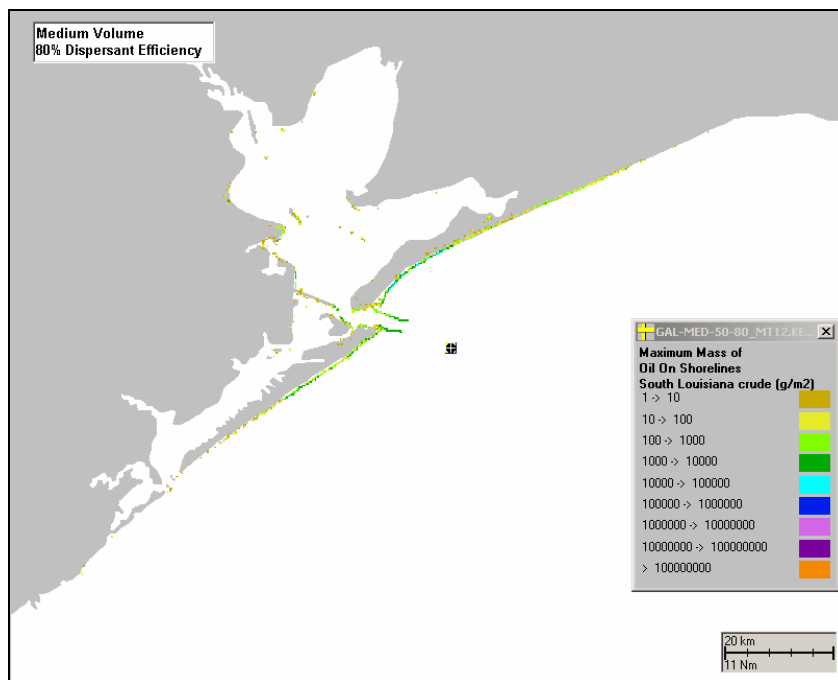 Medium Volume
80% Dispersant Efficiency
GAL-MED-50-80_MT12.KE...
Maximum Mass of
Oil On Shorelines
South Louisiana crude (g/m2)
1 -> 10
10 -> 100
100 -> 1000
1000 -> 10000
10000 -> 100000
100000 -> 1000000
1000000 -> 10000000
10000000 -> 100000000
> 100000000
20 km
11 Nm